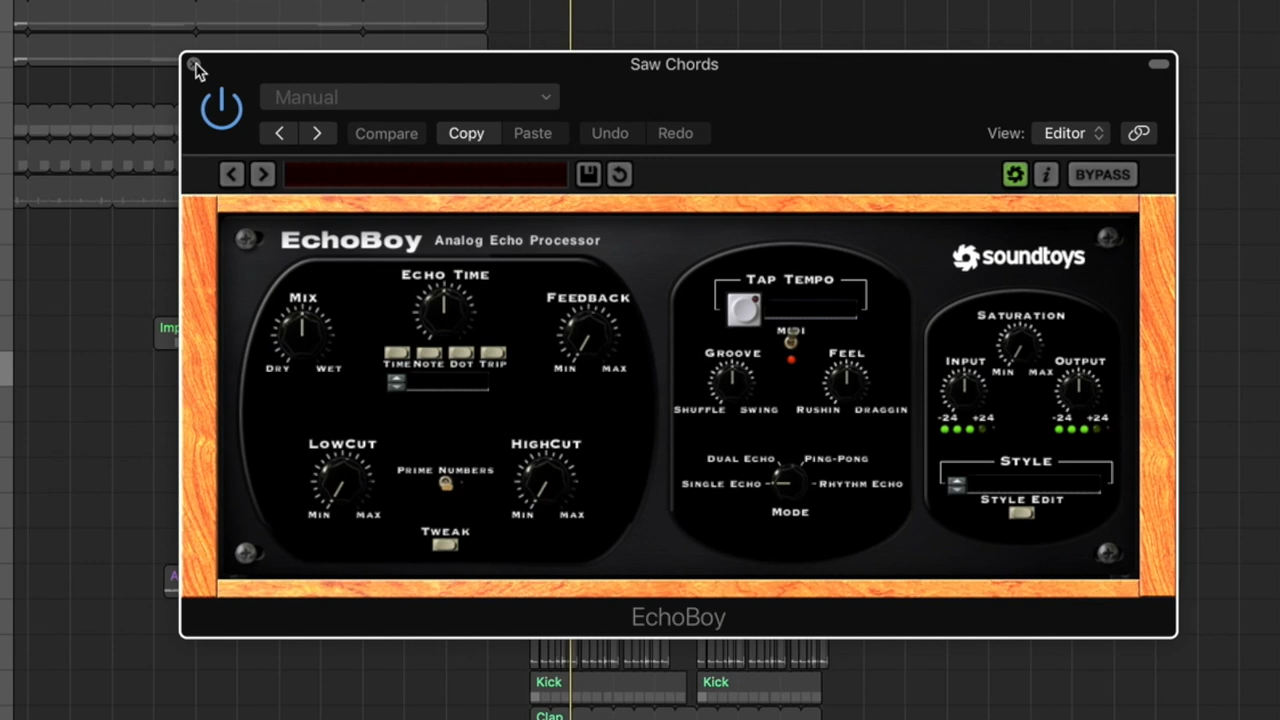 Saw Chords
Manual
Compare Copy Paste Undo Redo View: Editor
i BYPASS
EchoBoy Analog Echo Processor
soundtoys
Echo Time
Mix
Feedback
Dry Wet
Time Note Dot Trip
Min Max
LowCut
HighCut
Prime Numbers
Min Max
Min Max
Tweak
Tap Tempo
MIDI
Groove Feel
Shuffle Swing Rushin Draggin
Dual Echo Ping-Pong
Single Echo Rhythm Echo
Mode
Saturation
Input Output
Min Max
-24 +24 -24 +24
Style
Style Edit
EchoBoy
Imp
A
Kick Kick
Clap